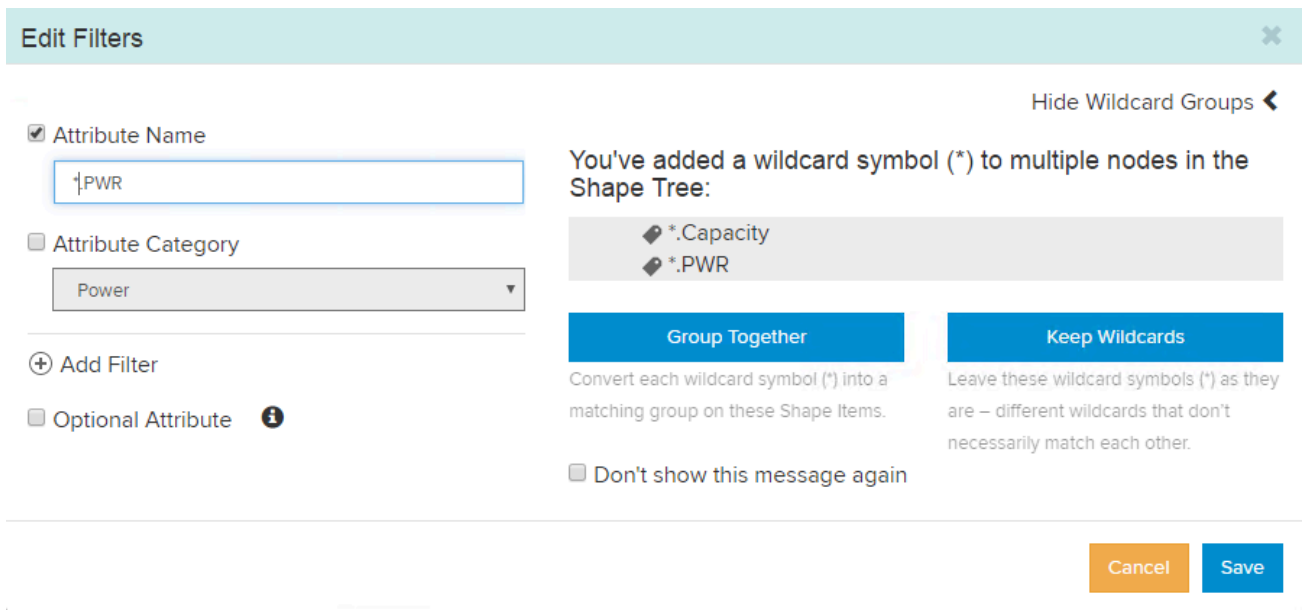 Edit Filters
Hide Wildcard Groups
Attribute Name
*.PWR
Attribute Category
Power
Add Filter
Optional Attribute
You've added a wildcard symbol (*) to multiple nodes in the
Shape Tree:
*.Capacity
*.PWR
Group Together
Convert each wildcard symbol (*) into a
matching group on these Shape Items.
Keep Wildcards
Leave these wildcard symbols (*) as they
are – different wildcards that don't
necessarily match each other.
Don't show this message again
Cancel
Save